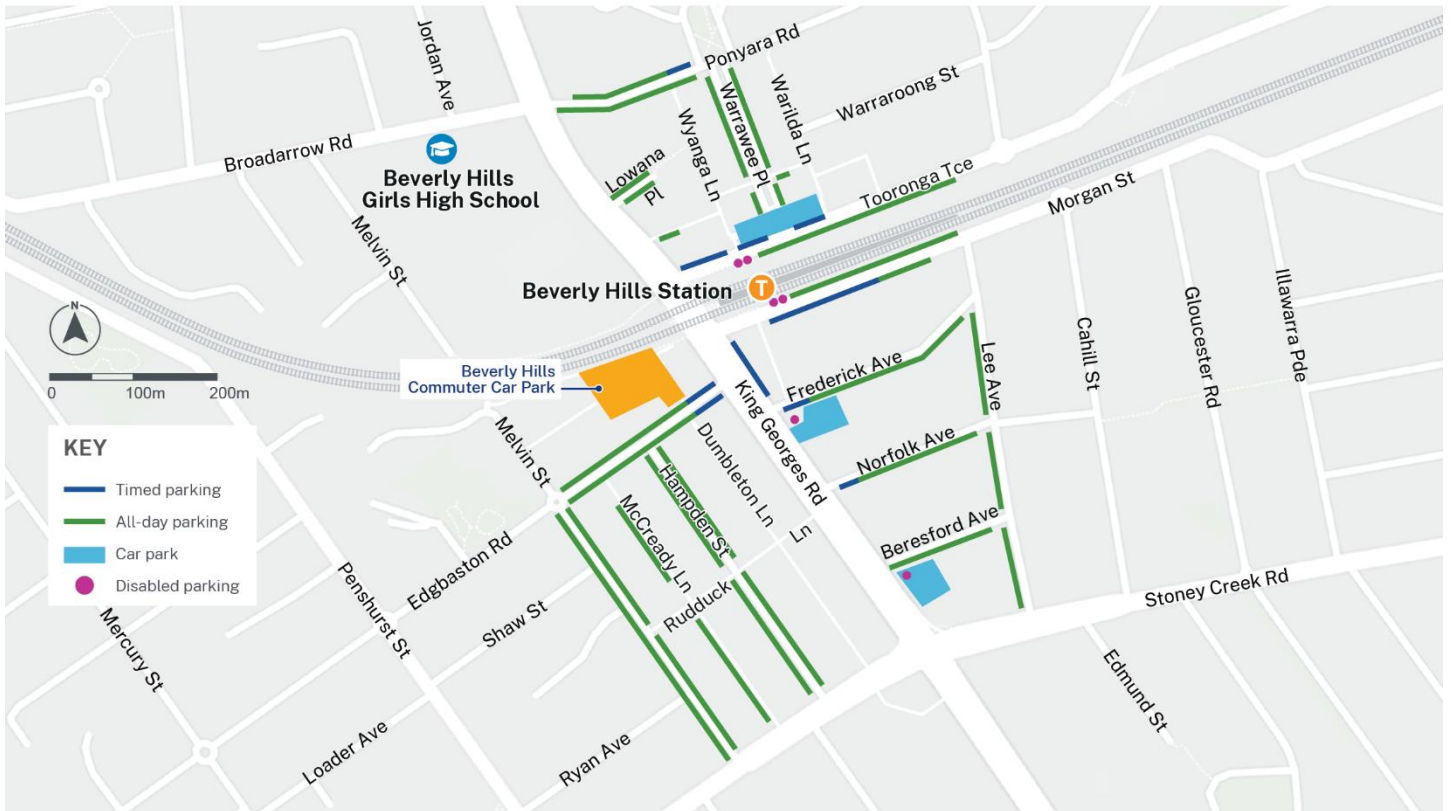 Jordan Ave
Ponyara Rd
Warilda Ln
Warrawee Pl
Warraroong St
Wyanga Ln
Broadarrow Rd
Beverly Hills
Girls High School
Lowana
Pl
Tooronga Tce
Morgan St
Melvin St
Beverly Hills Station
T
Illawarra Pde
Gloucester Rd
Cahill St
Lee Ave
N
0
100m
200m
Beverly Hills
Commuter Car Park
Frederick Ave
King Georges Rd
Norfolk Ave
Dumbleton Ln
Melvin St
Hampden St
McCready Ln
Ln
Rudduck
Beresford Ave
Stoney Creek Rd
KEY
Timed parking
All-day parking
Car park
Disabled parking
Edgbaston Rd
Shaw St
Penshurst St
Mercury St
Edmund St
Loader Ave
Ryan Ave